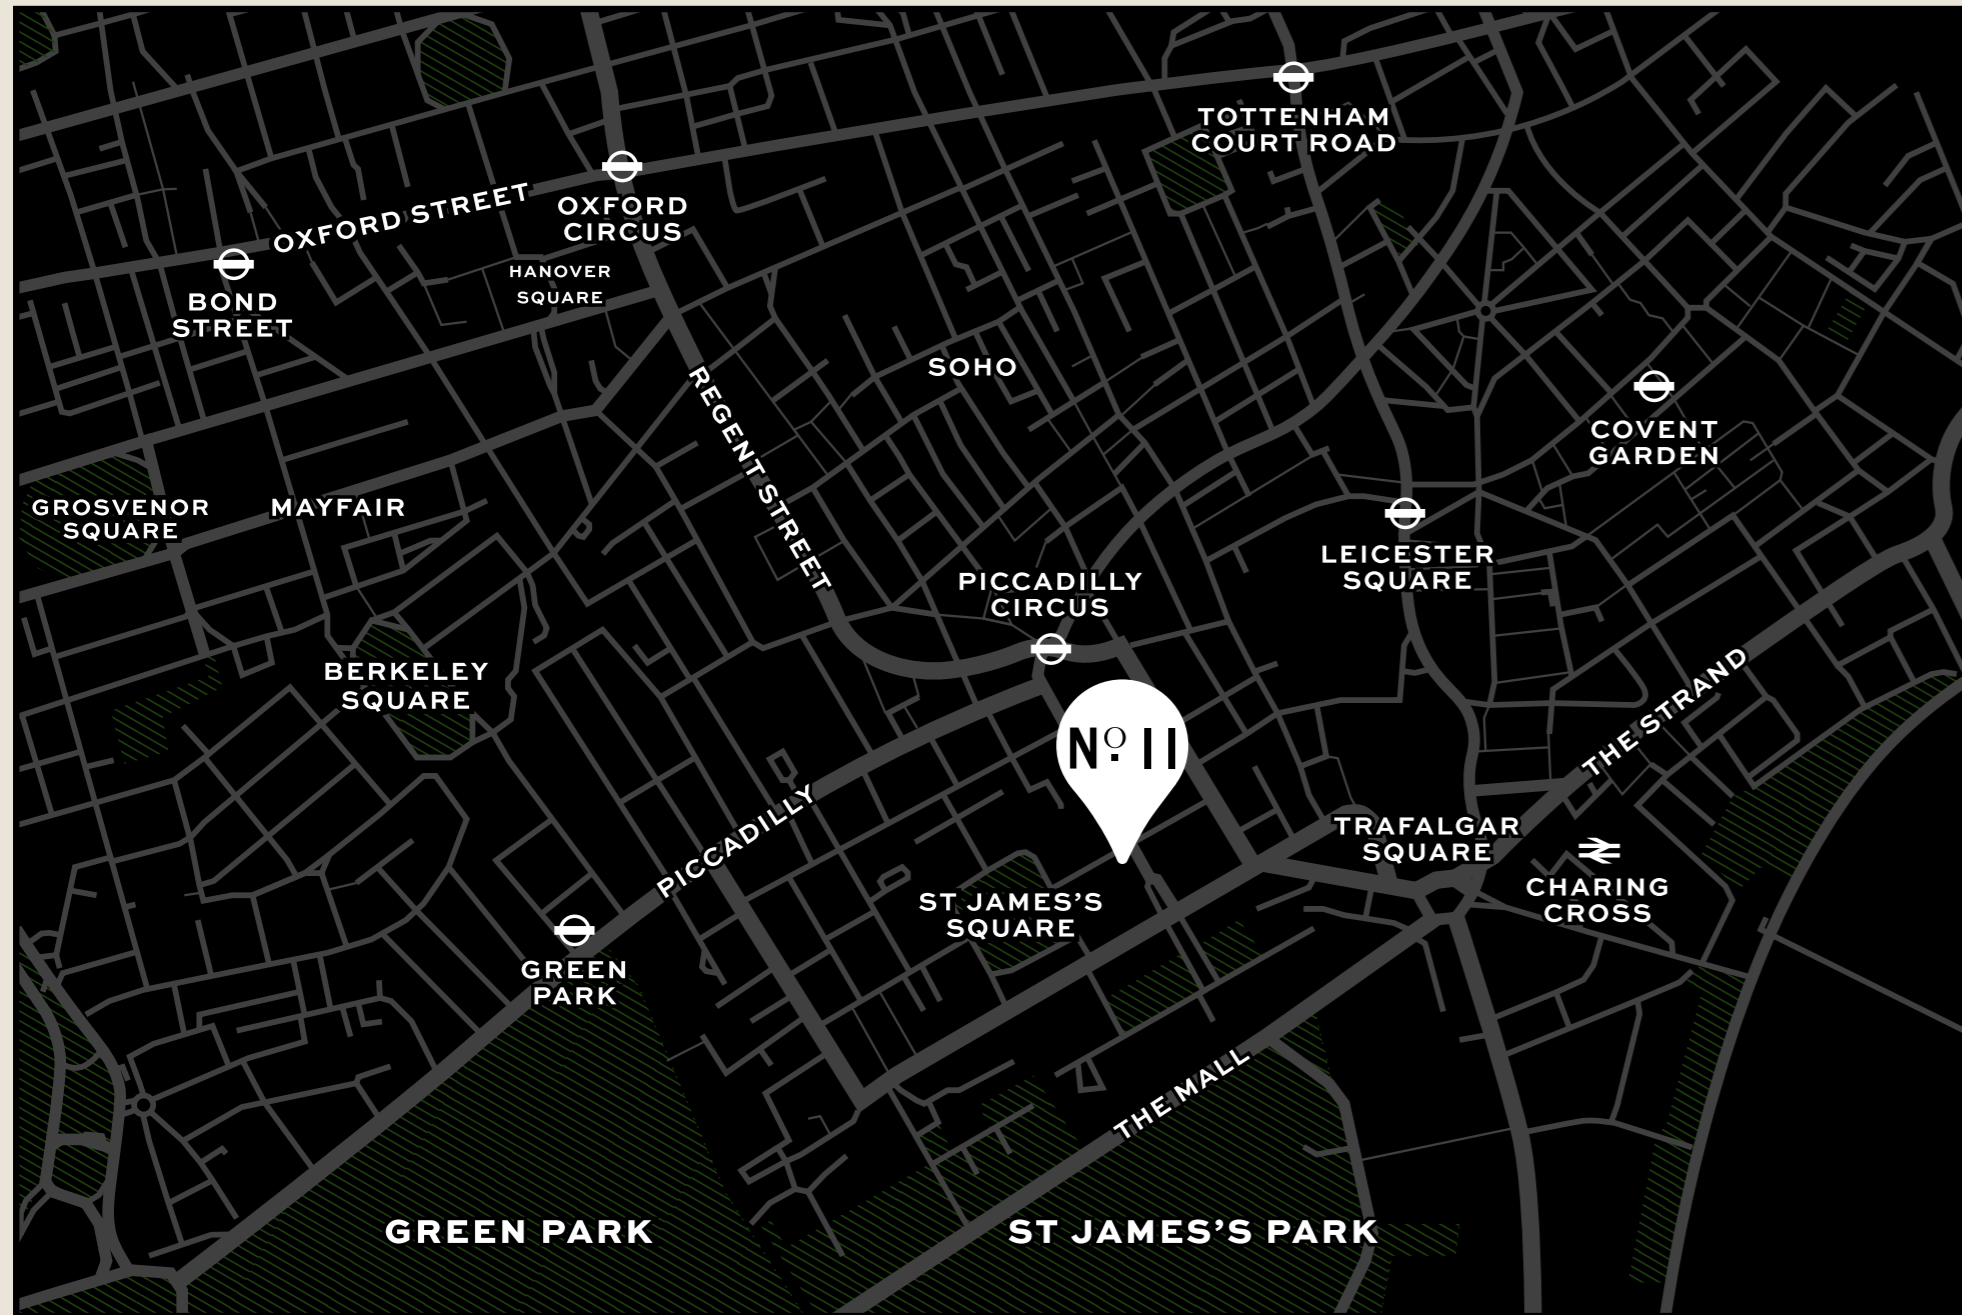 TOTTENHAM
COURT ROAD
OXFORD STREET
OXFORD
CIRCUS
HANOVER
SQUARE
BOND
STREET
REGENT STREET
SOHO
COVENT
GARDEN
GROSVENOR
SQUARE
MAYFAIR
LEICESTER
SQUARE
PICCADILLY
CIRCUS
BERKELEY
SQUARE
THE STRAND
Nº 11
PICCADILLY
TRAFALGAR
SQUARE
CHARING
CROSS
ST JAMES’S
SQUARE
GREEN
PARK
THE MALL
GREEN PARK
ST JAMES’S PARK